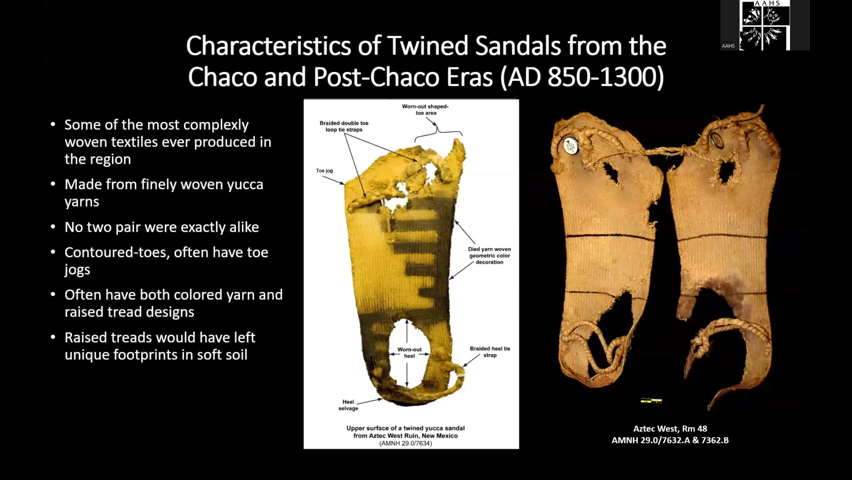 AAHS
AAHS
Characteristics of Twined Sandals from the
Chaco and Post-Chaco Eras (AD 850-1300)
• Some of the most complexly
woven textiles ever produced in
the region
• Made from finely woven yucca
yarns
• No two pair were exactly alike
• Contoured-toes, often have toe
jogs
• Often have both colored yarn and
raised tread designs
• Raised treads would have left
unique footprints in soft soil
Worn-out shaped-
toe area
Braided double toe
loop tie straps
Toe jog
Died yarn woven
geometric color
decoration
Worn-out
heel
Braided heel tie
strap
Heel
selvage
Upper surface of a twined yucca sandal
from Aztec West Ruin, New Mexico
(AMNH 29.0/7634)
Aztec West, Rm 48
AMNH 29.0/7632.A & 7362.B